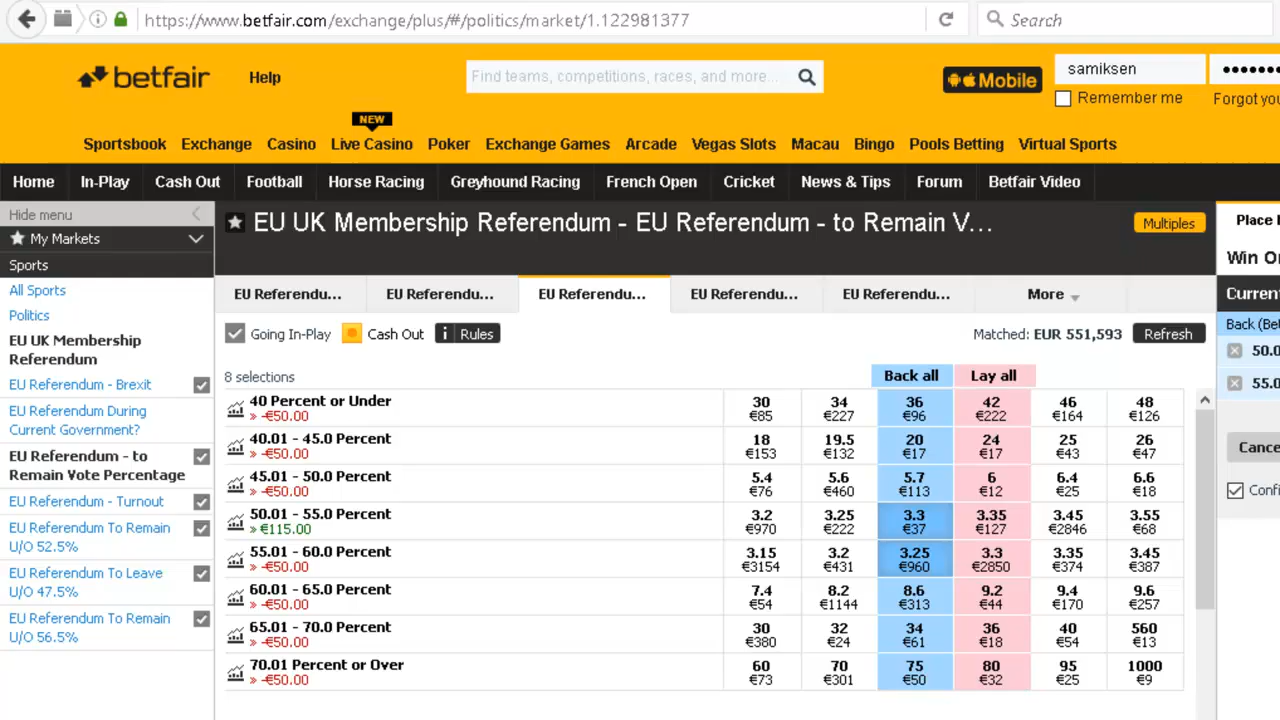 https://www.betfair.com/exchange/plus/#/politics/market/1.122981377
Search
betfair
Help
Find teams, competitions, races, and more...
Mobile
samiksen
Remember me
Forgot you
NEW
Sportsbook Exchange Casino Live Casino Poker Exchange Games Arcade Vegas Slots Macau Bingo Pools Betting Virtual Sports
Home In-Play Cash Out Football Horse Racing Greyhound Racing French Open Cricket News & Tips Forum Betfair Video
Hide menu
My Markets
Sports
All Sports
Politics
EU UK Membership
Referendum
EU Referendum - Brexit
EU Referendum During
Current Government?
EU Referendum - to
Remain Vote Percentage
EU Referendum - Turnout
EU Referendum To Remain
U/O 52.5%
EU Referendum To Leave
U/O 47.5%
EU Referendum To Remain
U/O 56.5%
EU UK Membership Referendum - EU Referendum - to Remain V...
Multiples
EU Referendu... EU Referendu... EU Referendu... EU Referendu... EU Referendu... More
Going In-Play Cash Out i Rules
Matched: EUR 551,593 Refresh
8 selections
Back all Lay all
40 Percent or Under 30 34 36 42 46 48
» -€50.00 €85 €227 €96 €222 €164 €126
40.01 - 45.0 Percent 18 19.5 20 24 25 26
» -€50.00 €153 €132 €17 €17 €43 €47
45.01 - 50.0 Percent 5.4 5.6 5.7 6 6.4 6.6
» -€50.00 €76 €460 €113 €12 €25 €18
50.01 - 55.0 Percent 3.2 3.25 3.3 3.35 3.45 3.55
» €115.00 €970 €222 €37 €127 €2846 €68
55.01 - 60.0 Percent 3.15 3.2 3.25 3.3 3.35 3.45
» -€50.00 €3154 €431 €960 €2850 €374 €387
60.01 - 65.0 Percent 7.4 8.2 8.6 9.2 9.4 9.6
» -€50.00 €54 €1144 €313 €44 €170 €257
65.01 - 70.0 Percent 30 32 34 36 40 560
» -€50.00 €380 €24 €61 €18 €54 €13
70.01 Percent or Over 60 70 75 80 95 1000
» -€50.00 €73 €301 €50 €32 €25 €9
Place
Win O
Current
Back (Be
50.0
55.0
Cance
Confi